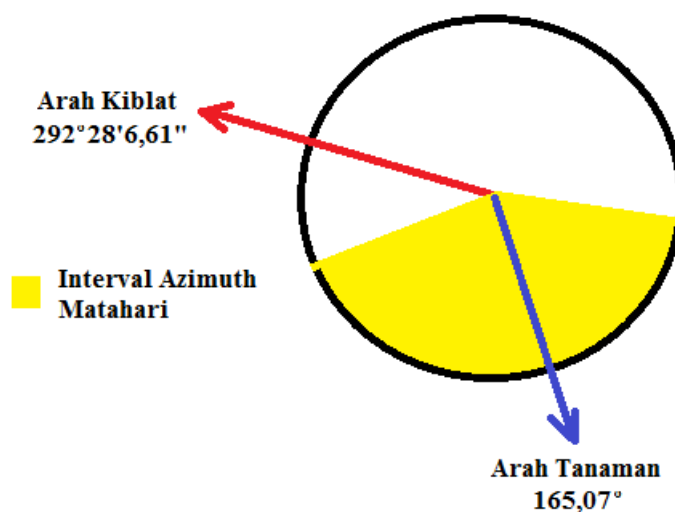 Arah Kiblat
292°28'6,61"
Interval Azimuth
Matahari
Arah Tanaman
165,07°